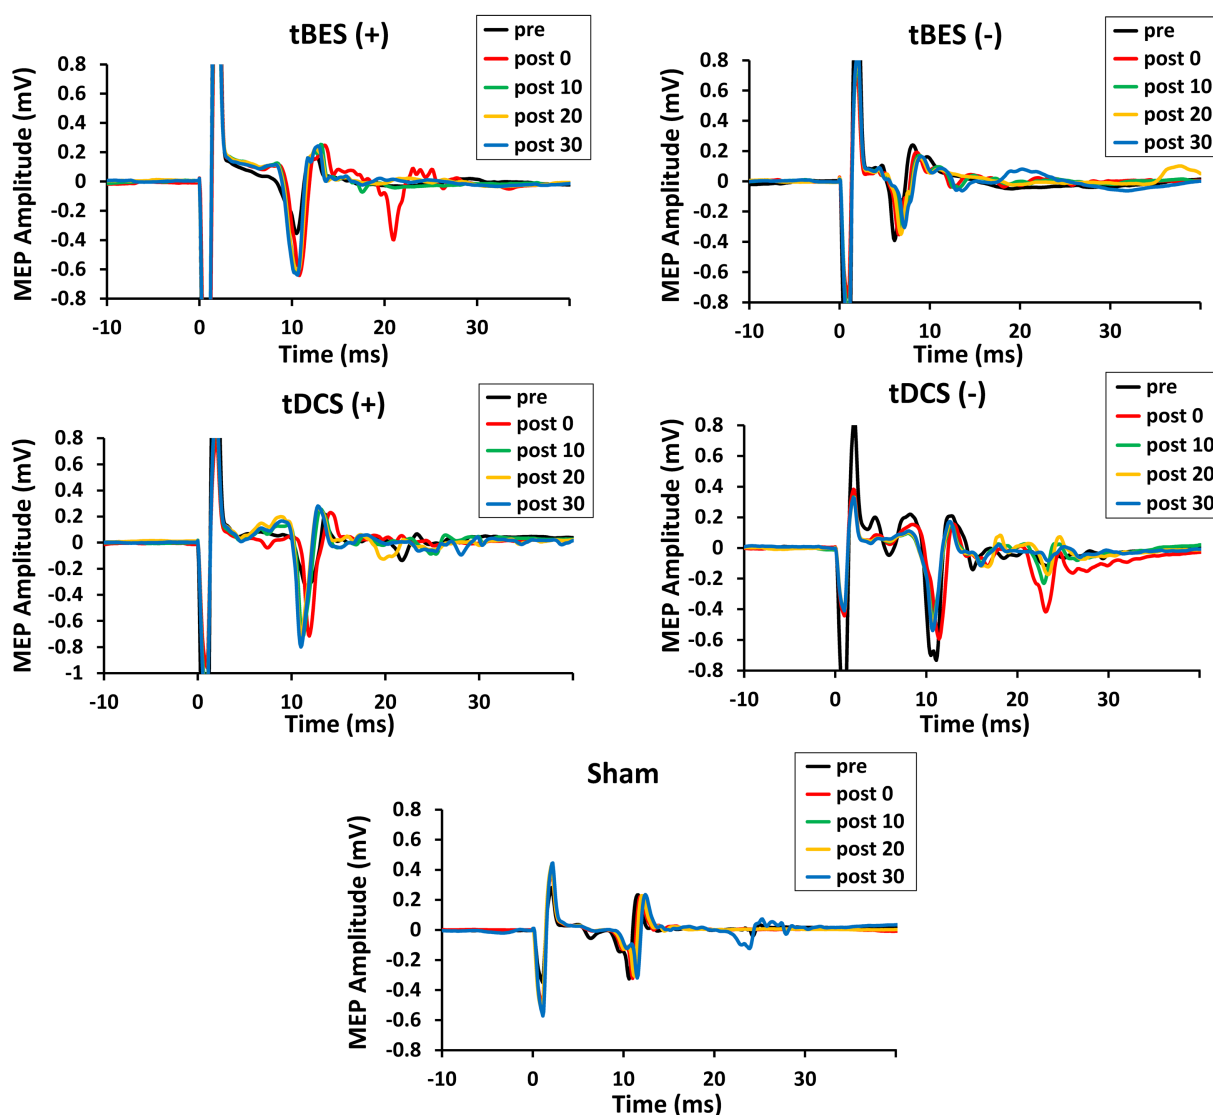 tBES (+)
pre
post 0
post 10
post 20
post 30
MEP Amplitude (mV)
0.8
0.6
0.4
0.2
0
-0.2
-0.4
-0.6
-0.8
-10
0
10
20
30
Time (ms)
tBES (-)
pre
post 0
post 10
post 20
post 30
MEP Amplitude (mV)
0.8
0.6
0.4
0.2
0
-0.2
-0.4
-0.6
-0.8
-10
0
10
20
30
Time (ms)
tDCS (+)
pre
post 0
post 10
post 20
post 30
MEP Amplitude (mV)
0.8
0.6
0.4
0.2
0
-0.2
-0.4
-0.6
-0.8
-1
-10
0
10
20
30
Time (ms)
tDCS (-)
pre
post 0
post 10
post 20
post 30
MEP Amplitude (mV)
0.8
0.6
0.4
0.2
0
-0.2
-0.4
-0.6
-0.8
-10
0
10
20
30
Time (ms)
Sham
pre
post 0
post 10
post 20
post 30
MEP Amplitude (mV)
0.8
0.6
0.4
0.2
0
-0.2
-0.4
-0.6
-0.8
-10
0
10
20
30
Time (ms)